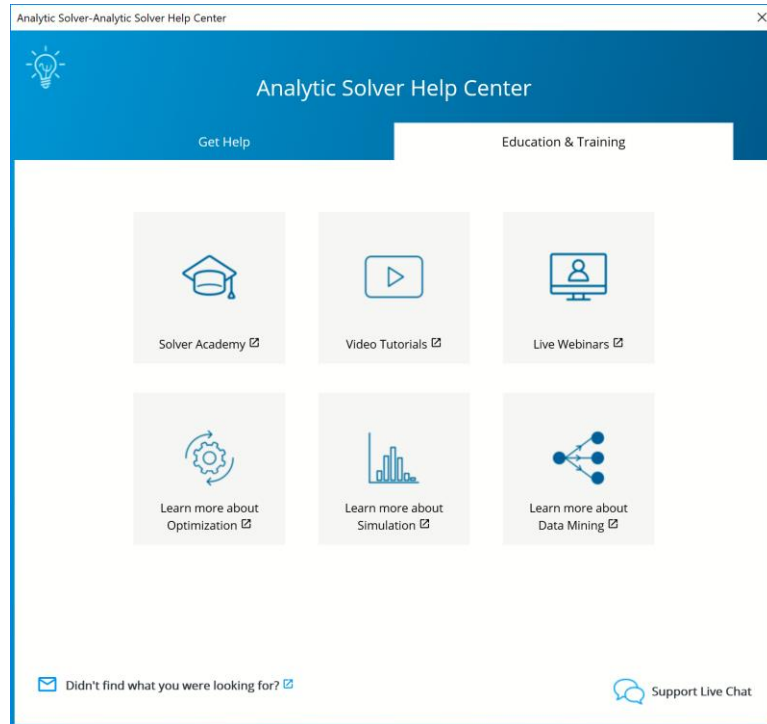 Analytic Solver-Analytic Solver Help Center
Analytic Solver Help Center
Get Help
Education & Training
Solver Academy
Video Tutorials
Live Webinars
Learn more about
Optimization
Learn more about
Simulation
Learn more about
Data Mining
Didn't find what you were looking for?
Support Live Chat